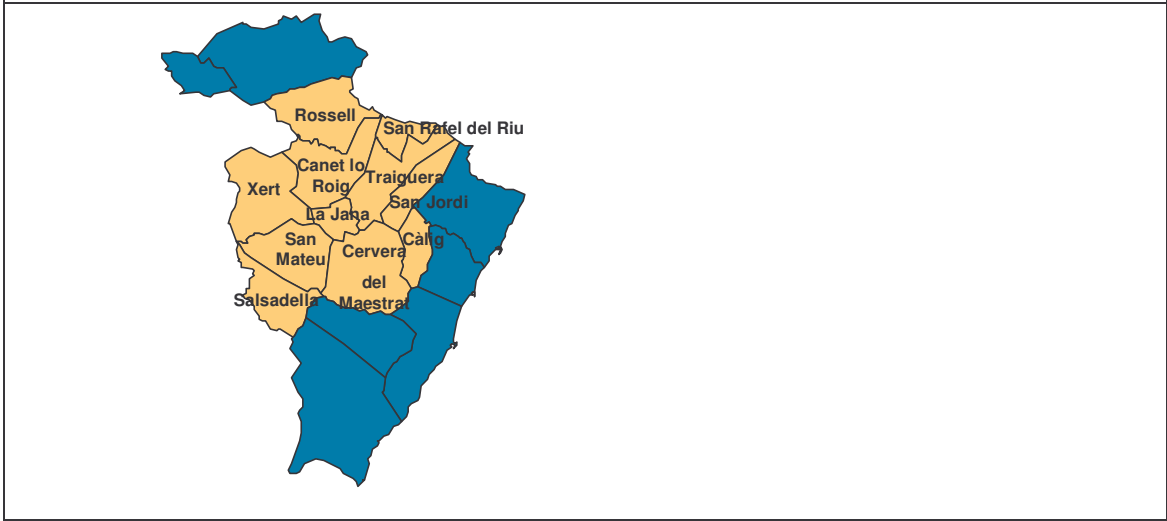 Rossell
San Rafel del Riu
Canet lo
Roig
Xert
Traiguera
San Jordi
La Jana
San
Mateu
Càlig
Cervera
del
Maestrat
Salsadella